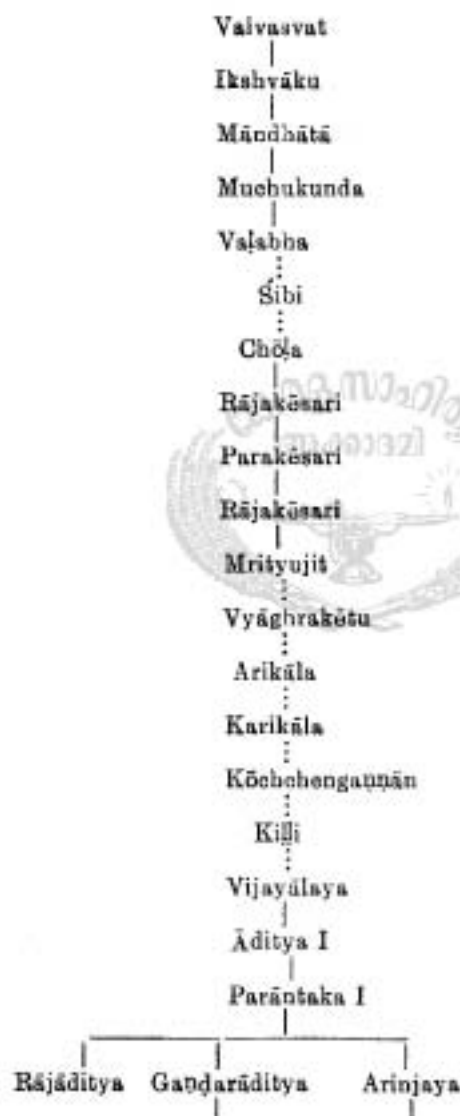 Vaivasvat
Ikshvāku
Māndhātā
Muchukunda
Vaḷabha
Śibi
Chōḷa
Rājakēsari
Parakēsari
Rājakēsari
Mrityujit
Vyāghrakētu
Arikāla
Karikāla
Kōchchengaṇṇān
Kiḷḷi
Vijayālaya
Āditya I
Parāntaka I
Rājāditya Gaṇḍarāditya Arinjaya